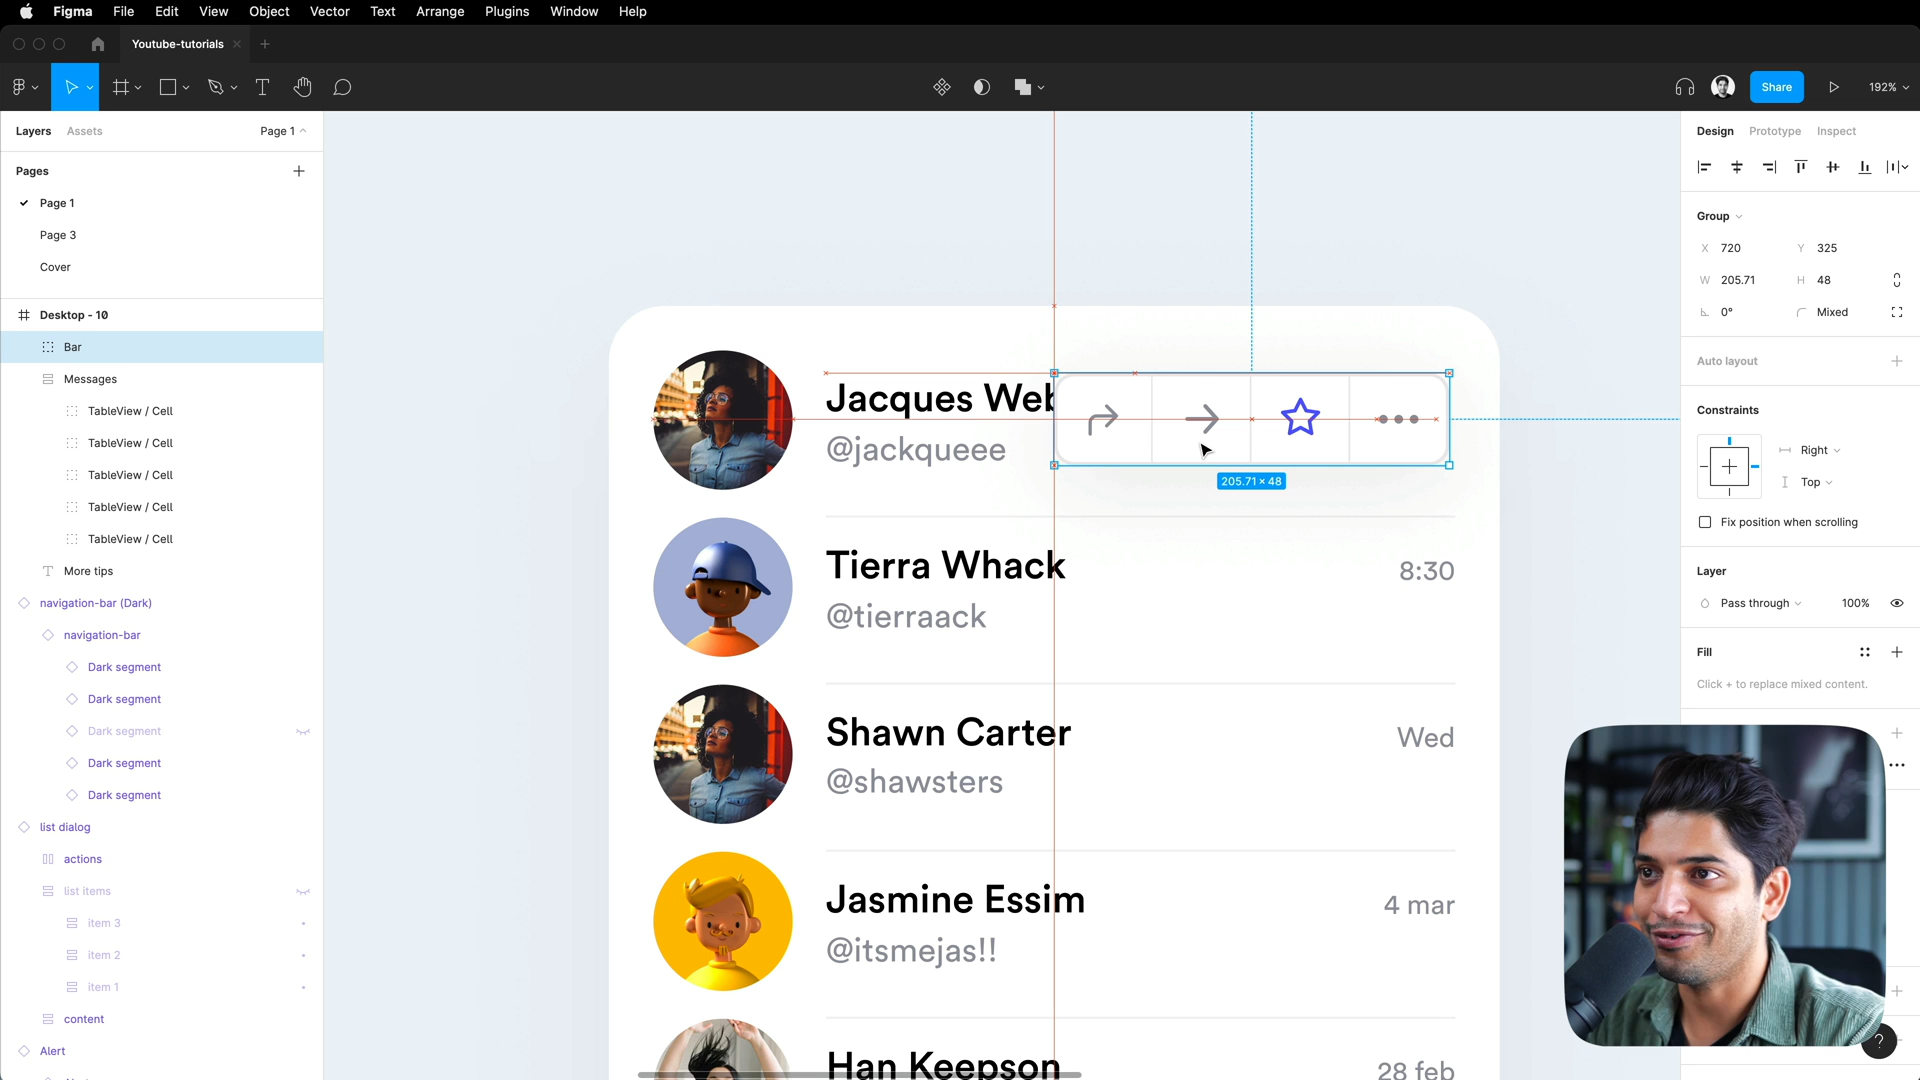 Figma File Edit View Object Vector Text Arrange Plugins Window Help
Youtube-tutorials
Share
192%
Layers Assets Page 1
Pages
Page 1
Page 3
Cover
Desktop - 10
Bar
Messages
TableView / Cell
TableView / Cell
TableView / Cell
TableView / Cell
TableView / Cell
More tips
navigation-bar (Dark)
navigation-bar
Dark segment
Dark segment
Dark segment
Dark segment
Dark segment
list dialog
actions
list items
item 3
item 2
item 1
content
Alert
Jacques Web
@jackqueee
205.71 × 48
Tierra Whack
8:30
@tierraack
Shawn Carter
Wed
@shawsters
Jasmine Essim
4 mar
@itsmejas!!
Han Keepson
28 feb
Design Prototype Inspect
Group
X 720 Y 325
W 205.71 H 48
0° Mixed
Auto layout
Constraints
Right
Top
Fix position when scrolling
Layer
Pass through 100%
Fill
Click + to replace mixed content.
?